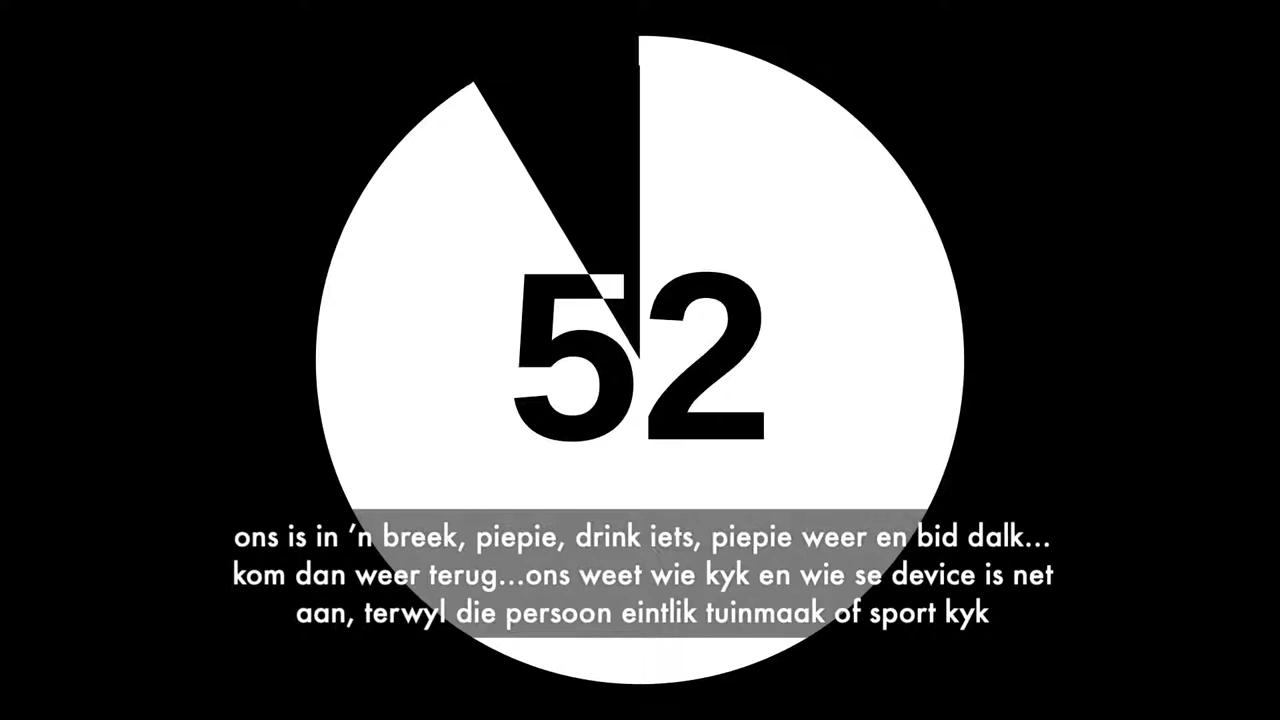 52
ons is in ’n breek, piepie, drink iets, piepie weer en bid dalk...
kom dan weer terug...ons weet wie kyk en wie se device is net
aan, terwyl die persoon eintlik tuinmaak of sport kyk